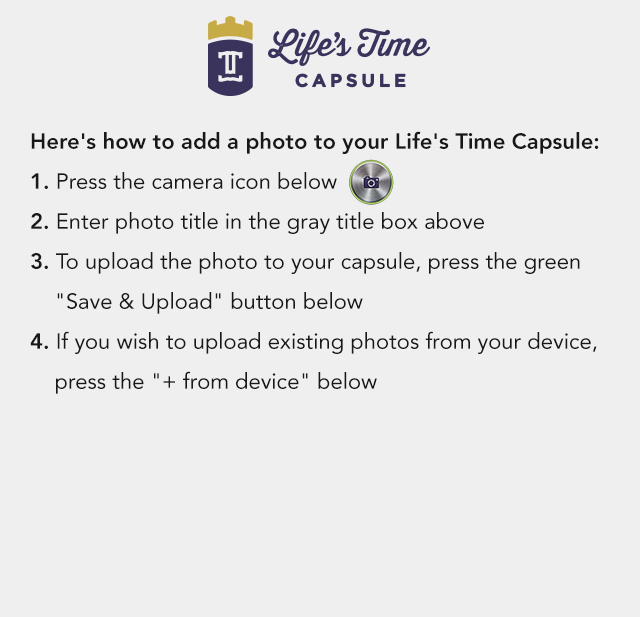 Life's Time
CAPSULE
Here's how to add a photo to your Life's Time Capsule:
1. Press the camera icon below
2. Enter photo title in the gray title box above
3. To upload the photo to your capsule, press the green
"Save & Upload" button below
4. If you wish to upload existing photos from your device,
press the "+ from device" below